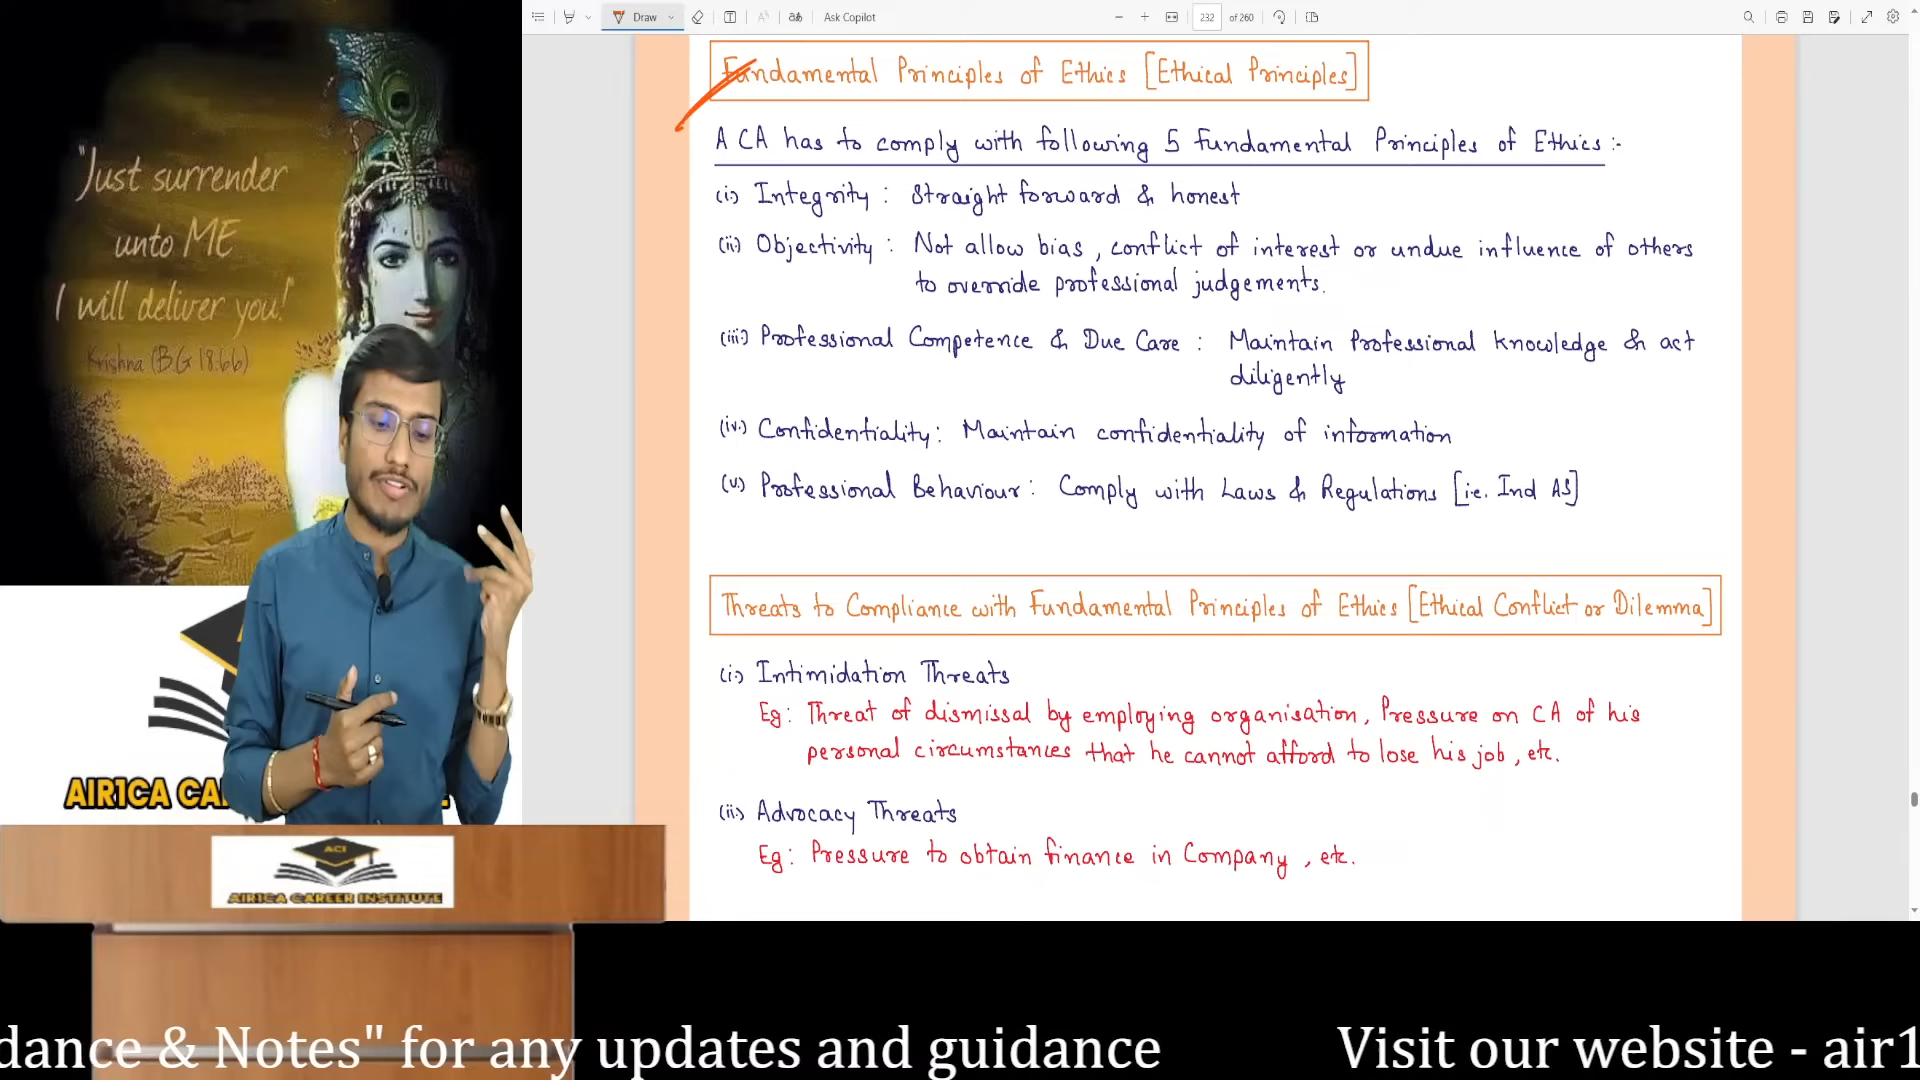 Draw
Ask Copilot
232 of 260
Fundamental Principles of Ethics [Ethical Principles]
A CA has to comply with following 5 Fundamental Principles of Ethics :-
(i) Integrity : Straight forward & honest
(ii) Objectivity : Not allow bias, conflict of interest or undue influence of others
to override professional judgements.
(iii) Professional Competence & Due Care : Maintain Professional knowledge & act
diligently
(iv) Confidentiality : Maintain confidentiality of information
(v) Professional Behaviour : Comply with Laws & Regulations [i.e. Ind AS]
Threats to Compliance with Fundamental Principles of Ethics [Ethical Conflict or Dilemma]
(i) Intimidation Threats
Eg : Threat of dismissal by employing organisation, Pressure on CA of his
personal circumstances that he cannot afford to lose his job, etc.
(ii) Advocacy Threats
Eg : Pressure to obtain finance in Company, etc.
"Just surrender
unto ME
I will deliver you!"
Krishna (B.G 18.66)
AIR1CA CA
ACI
AIR1CA CAREER INSTITUTE
dance & Notes" for any updates and guidance Visit our website - air1